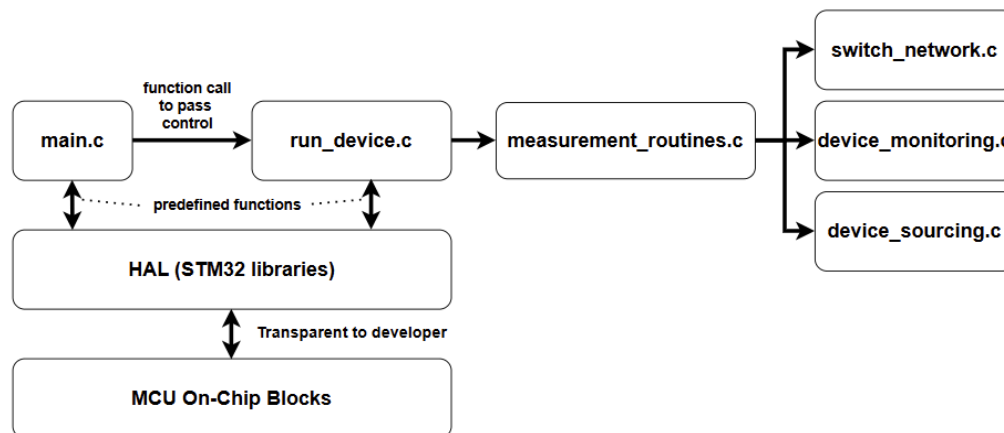 switch_network.c
function call
to pass
control
main.c
run_device.c
measurement_routines.c
device_monitoring.c
predefined functions
device_sourcing.c
HAL (STM32 libraries)
Transparent to developer
MCU On-Chip Blocks